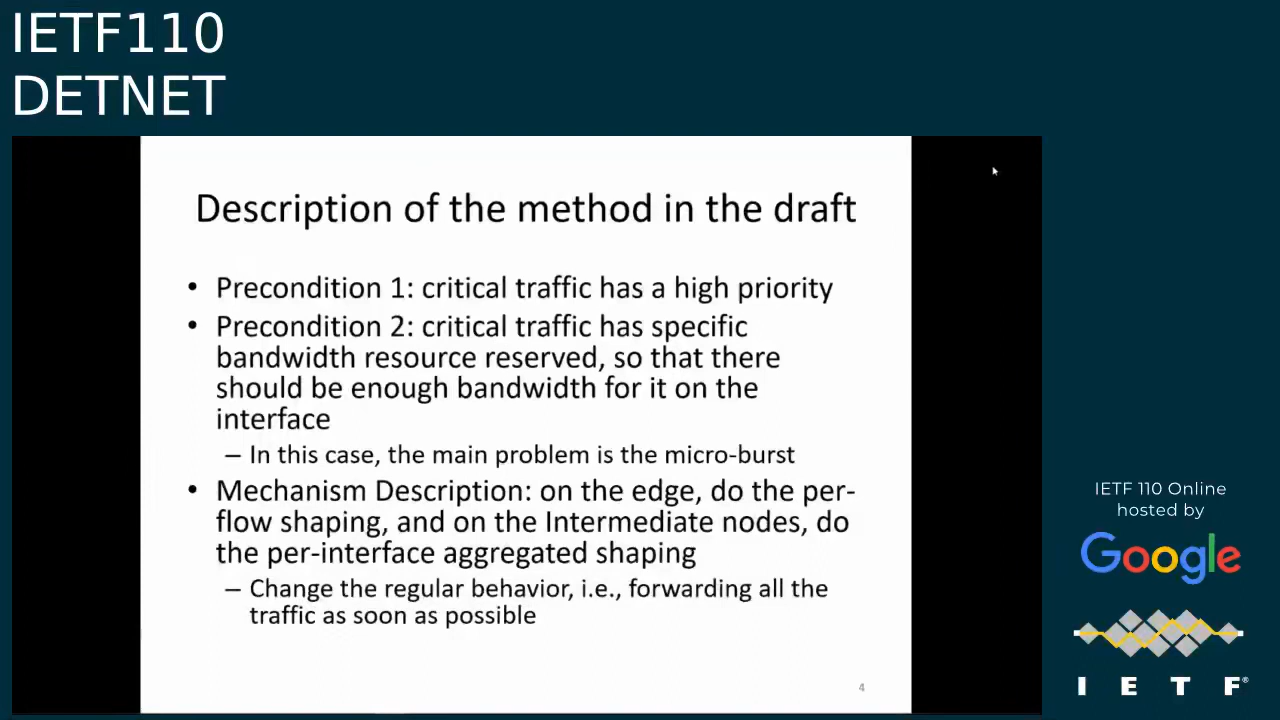 IETF110
DETNET
Description of the method in the draft
• Precondition 1: critical traffic has a high priority
• Precondition 2: critical traffic has specific
bandwidth resource reserved, so that there
should be enough bandwidth for it on the
interface
– In this case, the main problem is the micro-burst
• Mechanism Description: on the edge, do the per-
flow shaping, and on the Intermediate nodes, do
the per-interface aggregated shaping
– Change the regular behavior, i.e., forwarding all the
traffic as soon as possible
4
IETF 110 Online
hosted by
Google
I E T F®